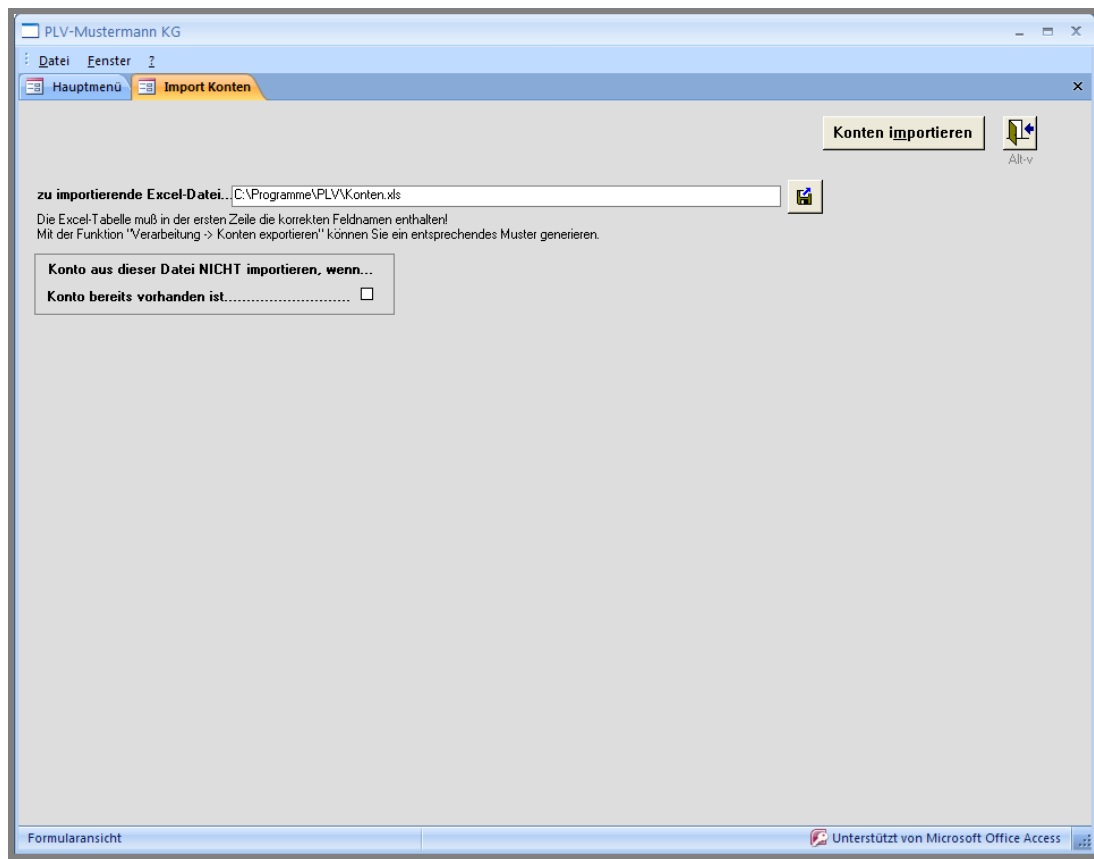 PLV-Mustermann KG
Datei Fenster ?
Hauptmenü Import Konten
Konten importieren
Alt-v
zu importierende Excel-Datei.. C:\Programme\PLV\Konten.xls
Die Excel-Tabelle muß in der ersten Zeile die korrekten Feldnamen enthalten!
Mit der Funktion "Verarbeitung -> Konten exportieren" können Sie ein entsprechendes Muster generieren.
Konto aus dieser Datei NICHT importieren, wenn...
Konto bereits vorhanden ist............................
Formularansicht Unterstützt von Microsoft Office Access